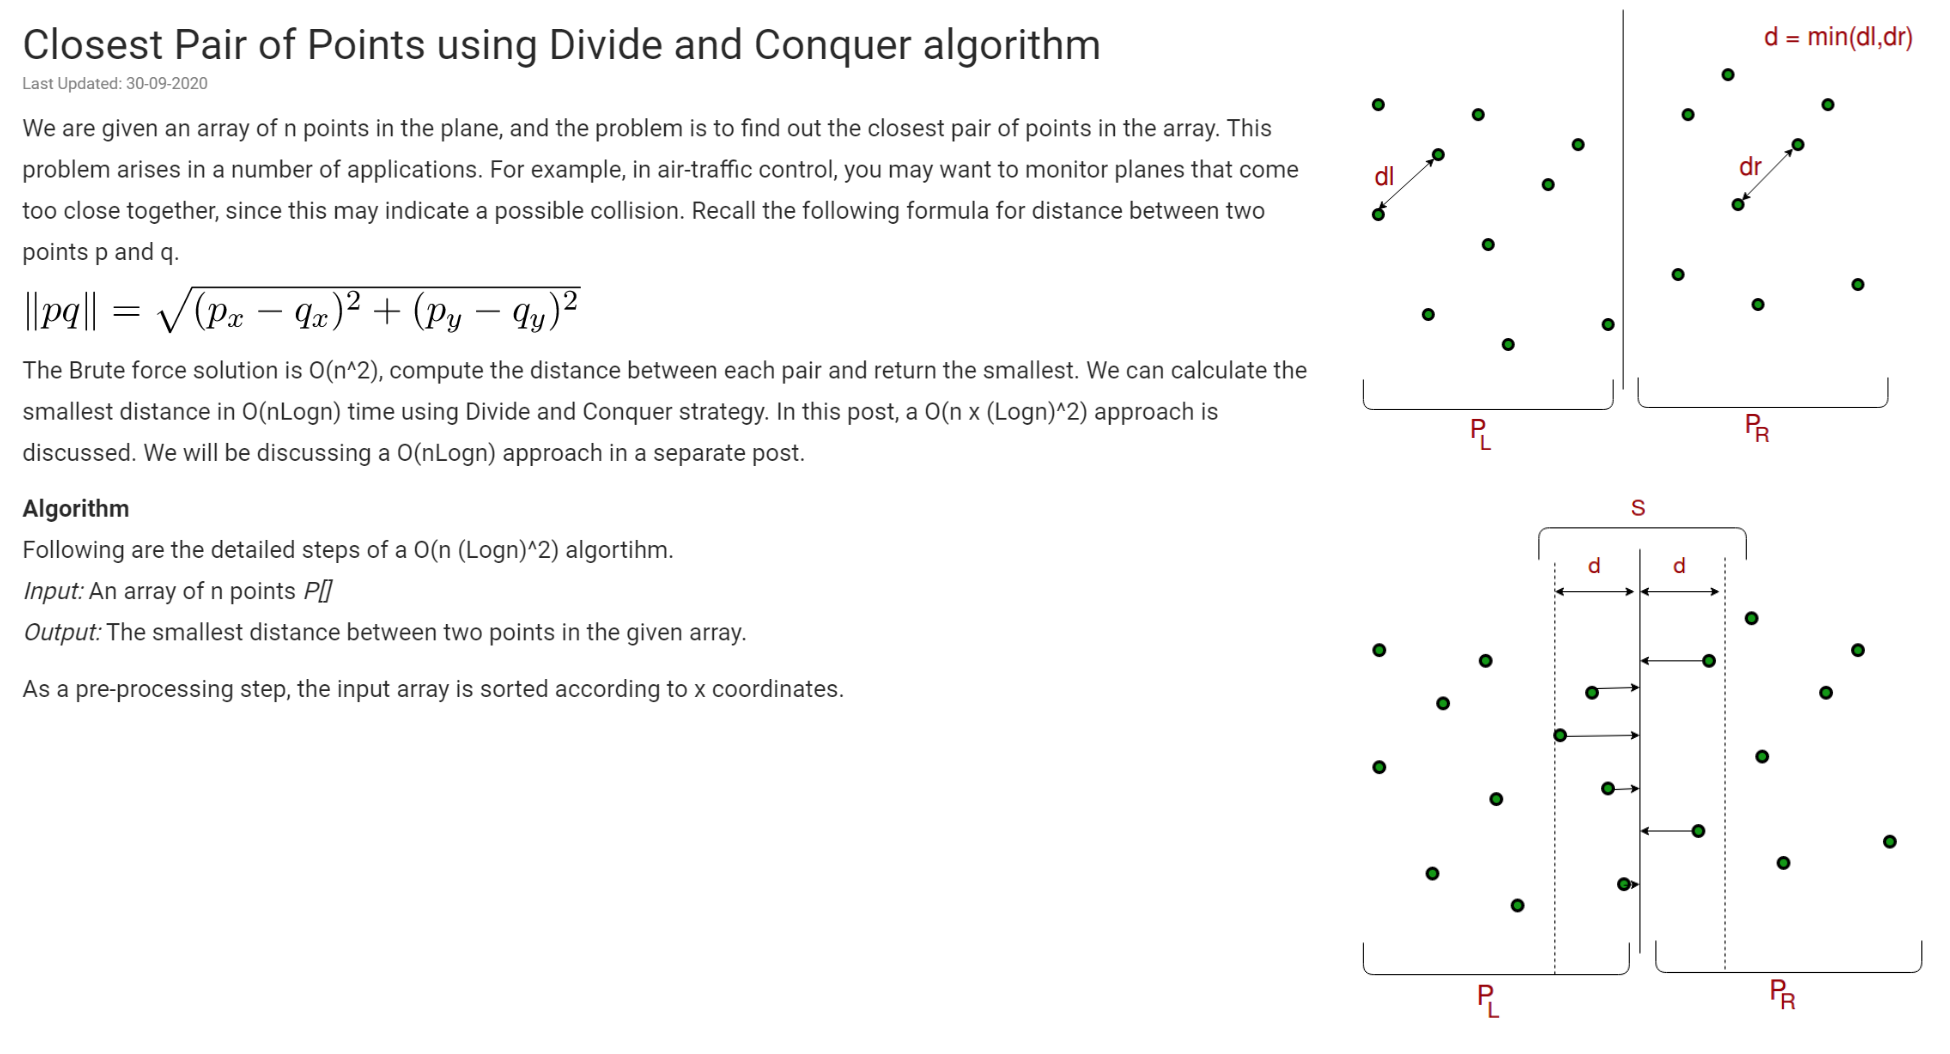 Closest Pair of Points using Divide and Conquer algorithm
Last Updated: 30-09-2020
We are given an array of n points in the plane, and the problem is to find out the closest pair of points in the array. This
problem arises in a number of applications. For example, in air-traffic control, you may want to monitor planes that come
too close together, since this may indicate a possible collision. Recall the following formula for distance between two
points p and q.
||pq|| = √((p_x − q_x)² + (p_y − q_y)²)
The Brute force solution is O(n^2), compute the distance between each pair and return the smallest. We can calculate the
smallest distance in O(nLogn) time using Divide and Conquer strategy. In this post, a O(n x (Logn)^2) approach is
discussed. We will be discussing a O(nLogn) approach in a separate post.
Algorithm
Following are the detailed steps of a O(n (Logn)^2) algortihm.
Input: An array of n points P[]
Output: The smallest distance between two points in the given array.
As a pre-processing step, the input array is sorted according to x coordinates.
d = min(dl,dr)
dl
dr
P_L
P_R
S
d
d
P_L
P_R